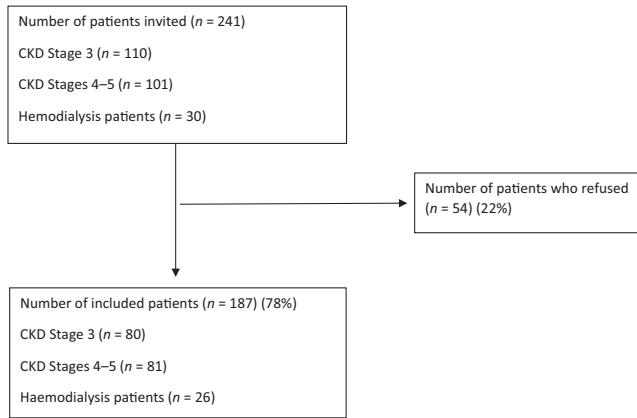 Number of patients invited (n = 241)
CKD Stage 3 (n = 110)
CKD Stages 4–5 (n = 101)
Hemodialysis patients (n = 30)
Number of patients who refused
(n = 54) (22%)
Number of included patients (n = 187) (78%)
CKD Stage 3 (n = 80)
CKD Stages 4–5 (n = 81)
Haemodialysis patients (n = 26)